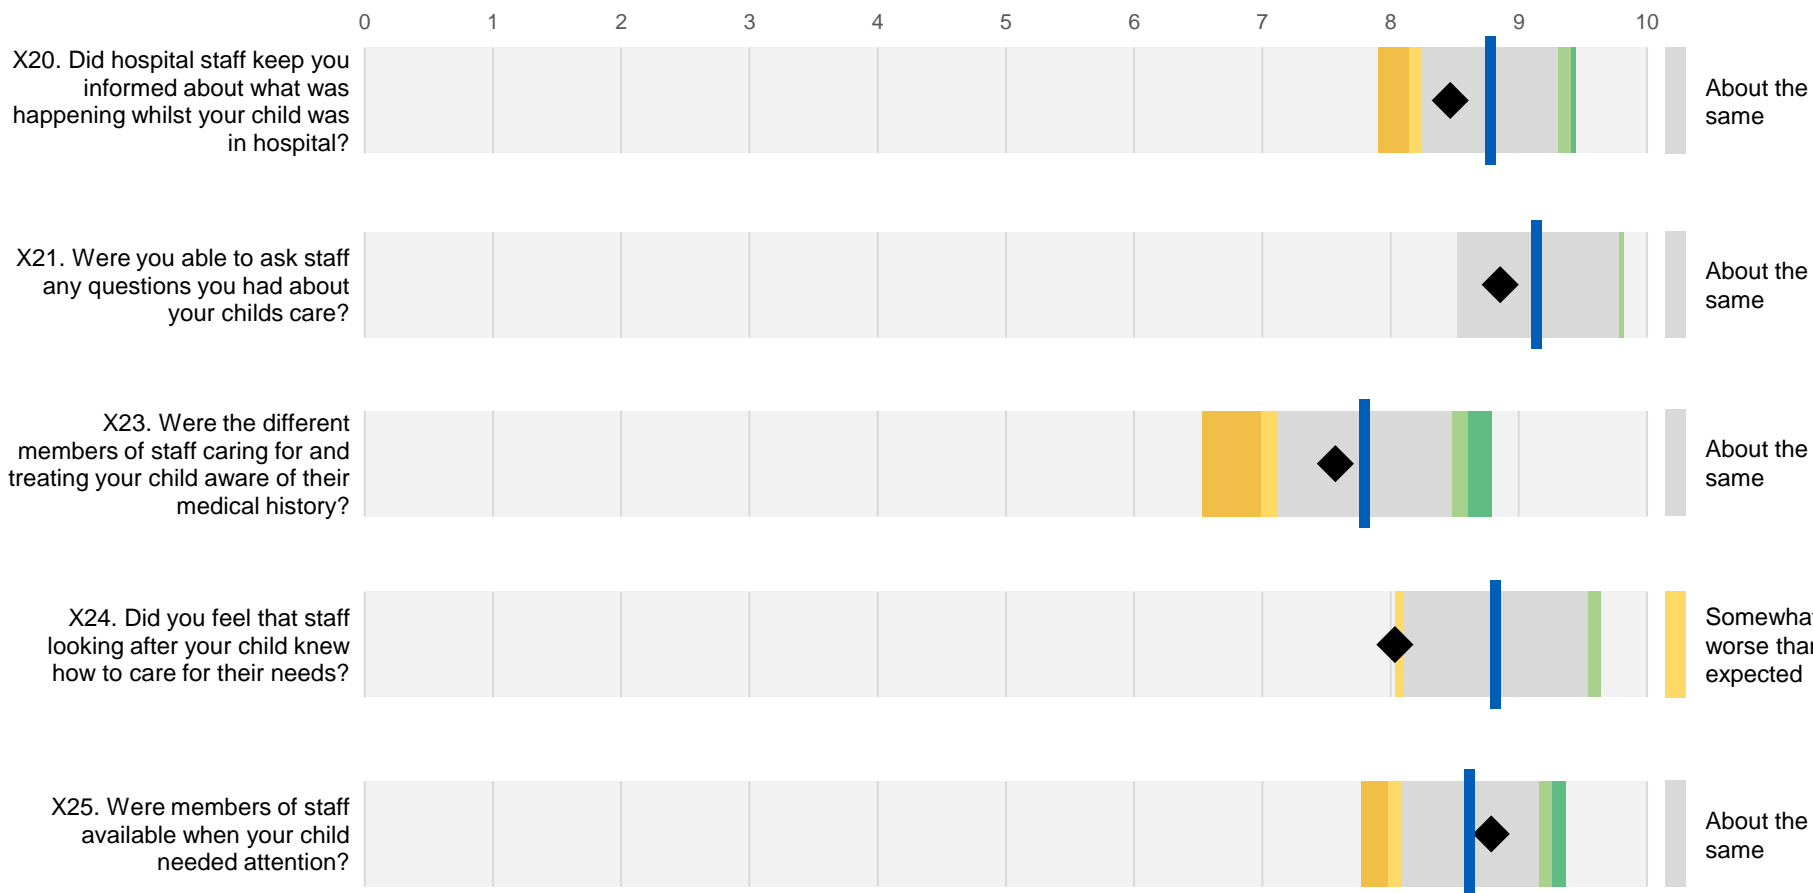 0 1 2 3 4 5 6 7 8 9 10
X20. Did hospital staff keep you
informed about what was
happening whilst your child was
in hospital?
About the
same
X21. Were you able to ask staff
any questions you had about
your childs care?
About the
same
X23. Were the different
members of staff caring for and
treating your child aware of their
medical history?
About the
same
X24. Did you feel that staff
looking after your child knew
how to care for their needs?
Somewhat
worse than
expected
X25. Were members of staff
available when your child
needed attention?
About the
same